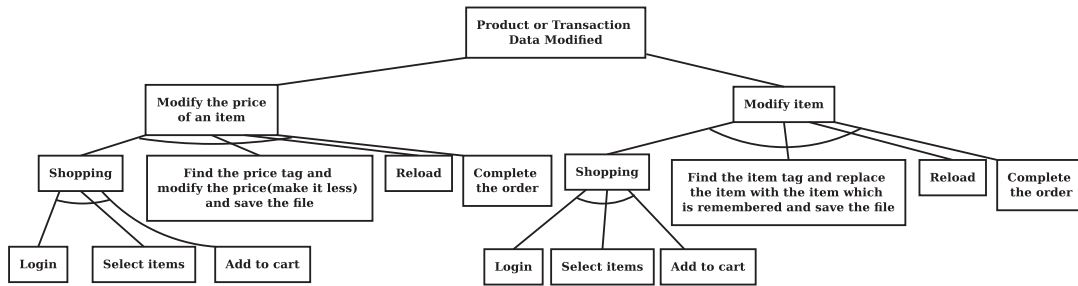 Product or Transaction
Data Modified
Modify the price
of an item
Modify item
Shopping
Find the price tag and
modify the price(make it less)
and save the file
Reload
Complete
the order
Shopping
Find the item tag and replace
the item with the item which
is remembered and save the file
Reload
Complete
the order
Login
Select items
Add to cart
Login
Select items
Add to cart